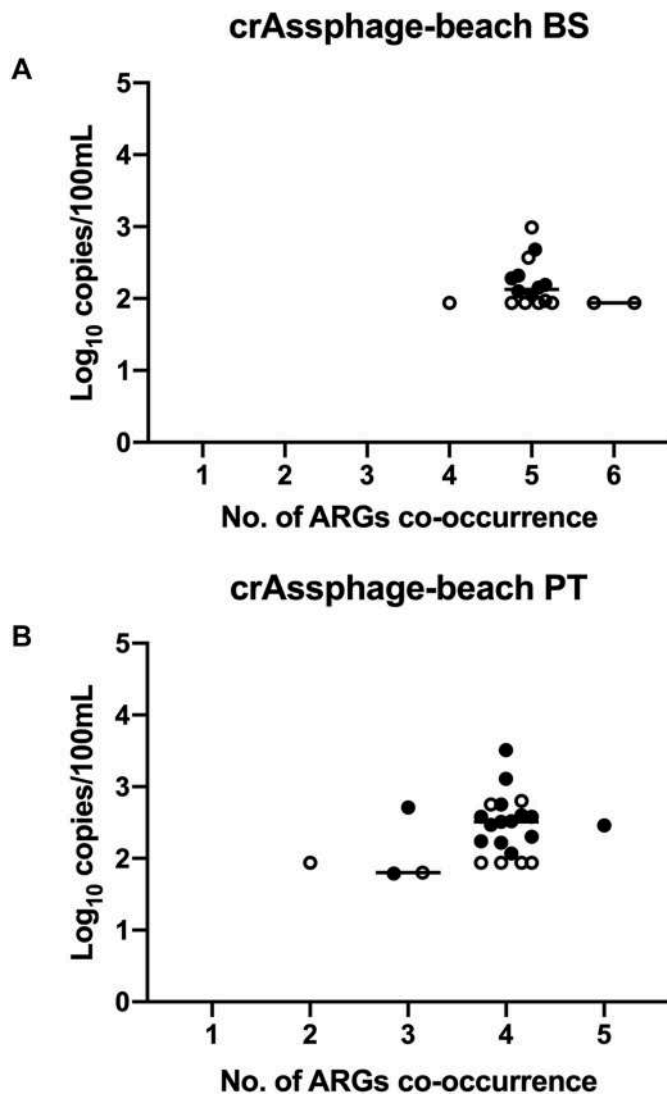 crAssphage-beach BS
A
Log10 copies/100mL
5
4
3
2
1
0
1 2 3 4 5 6
No. of ARGs co-occurrence
crAssphage-beach PT
B
Log10 copies/100mL
5
4
3
2
1
0
1 2 3 4 5
No. of ARGs co-occurrence